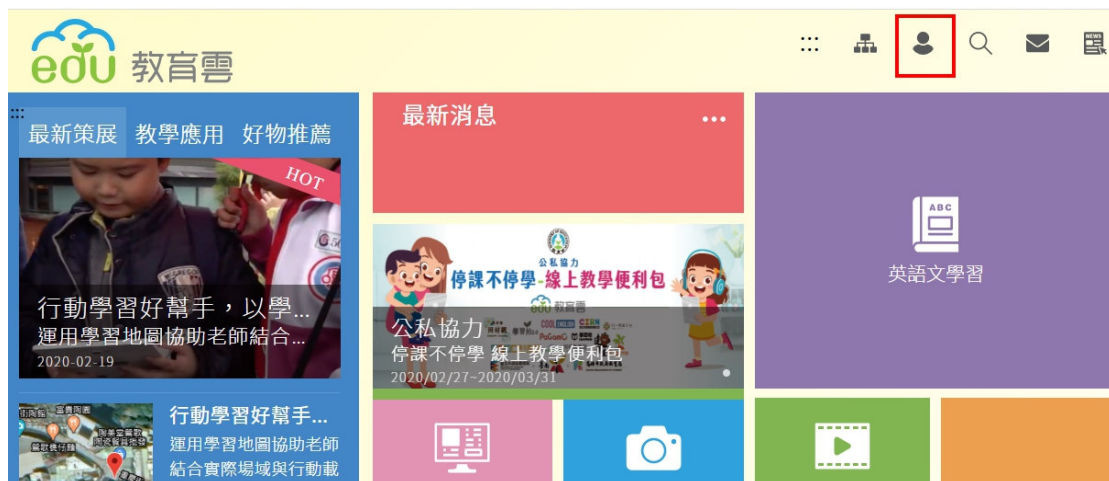 edu 教育雲
NEWS
最新策展 教學應用 好物推薦
HOT
行動學習好幫手，以學...
運用學習地圖協助老師結合...
2020-02-19
行動學習好幫手...
運用學習地圖協助老師
結合實際場域與行動載
最新消息
公私協力
停課不停學-線上教學便利包
edu 教育雲
COOL ENGLISH CIRN
PaGamO
公私協力
停課不停學 線上教學便利包
2020/02/27~2020/03/31
ABC
英語文學習